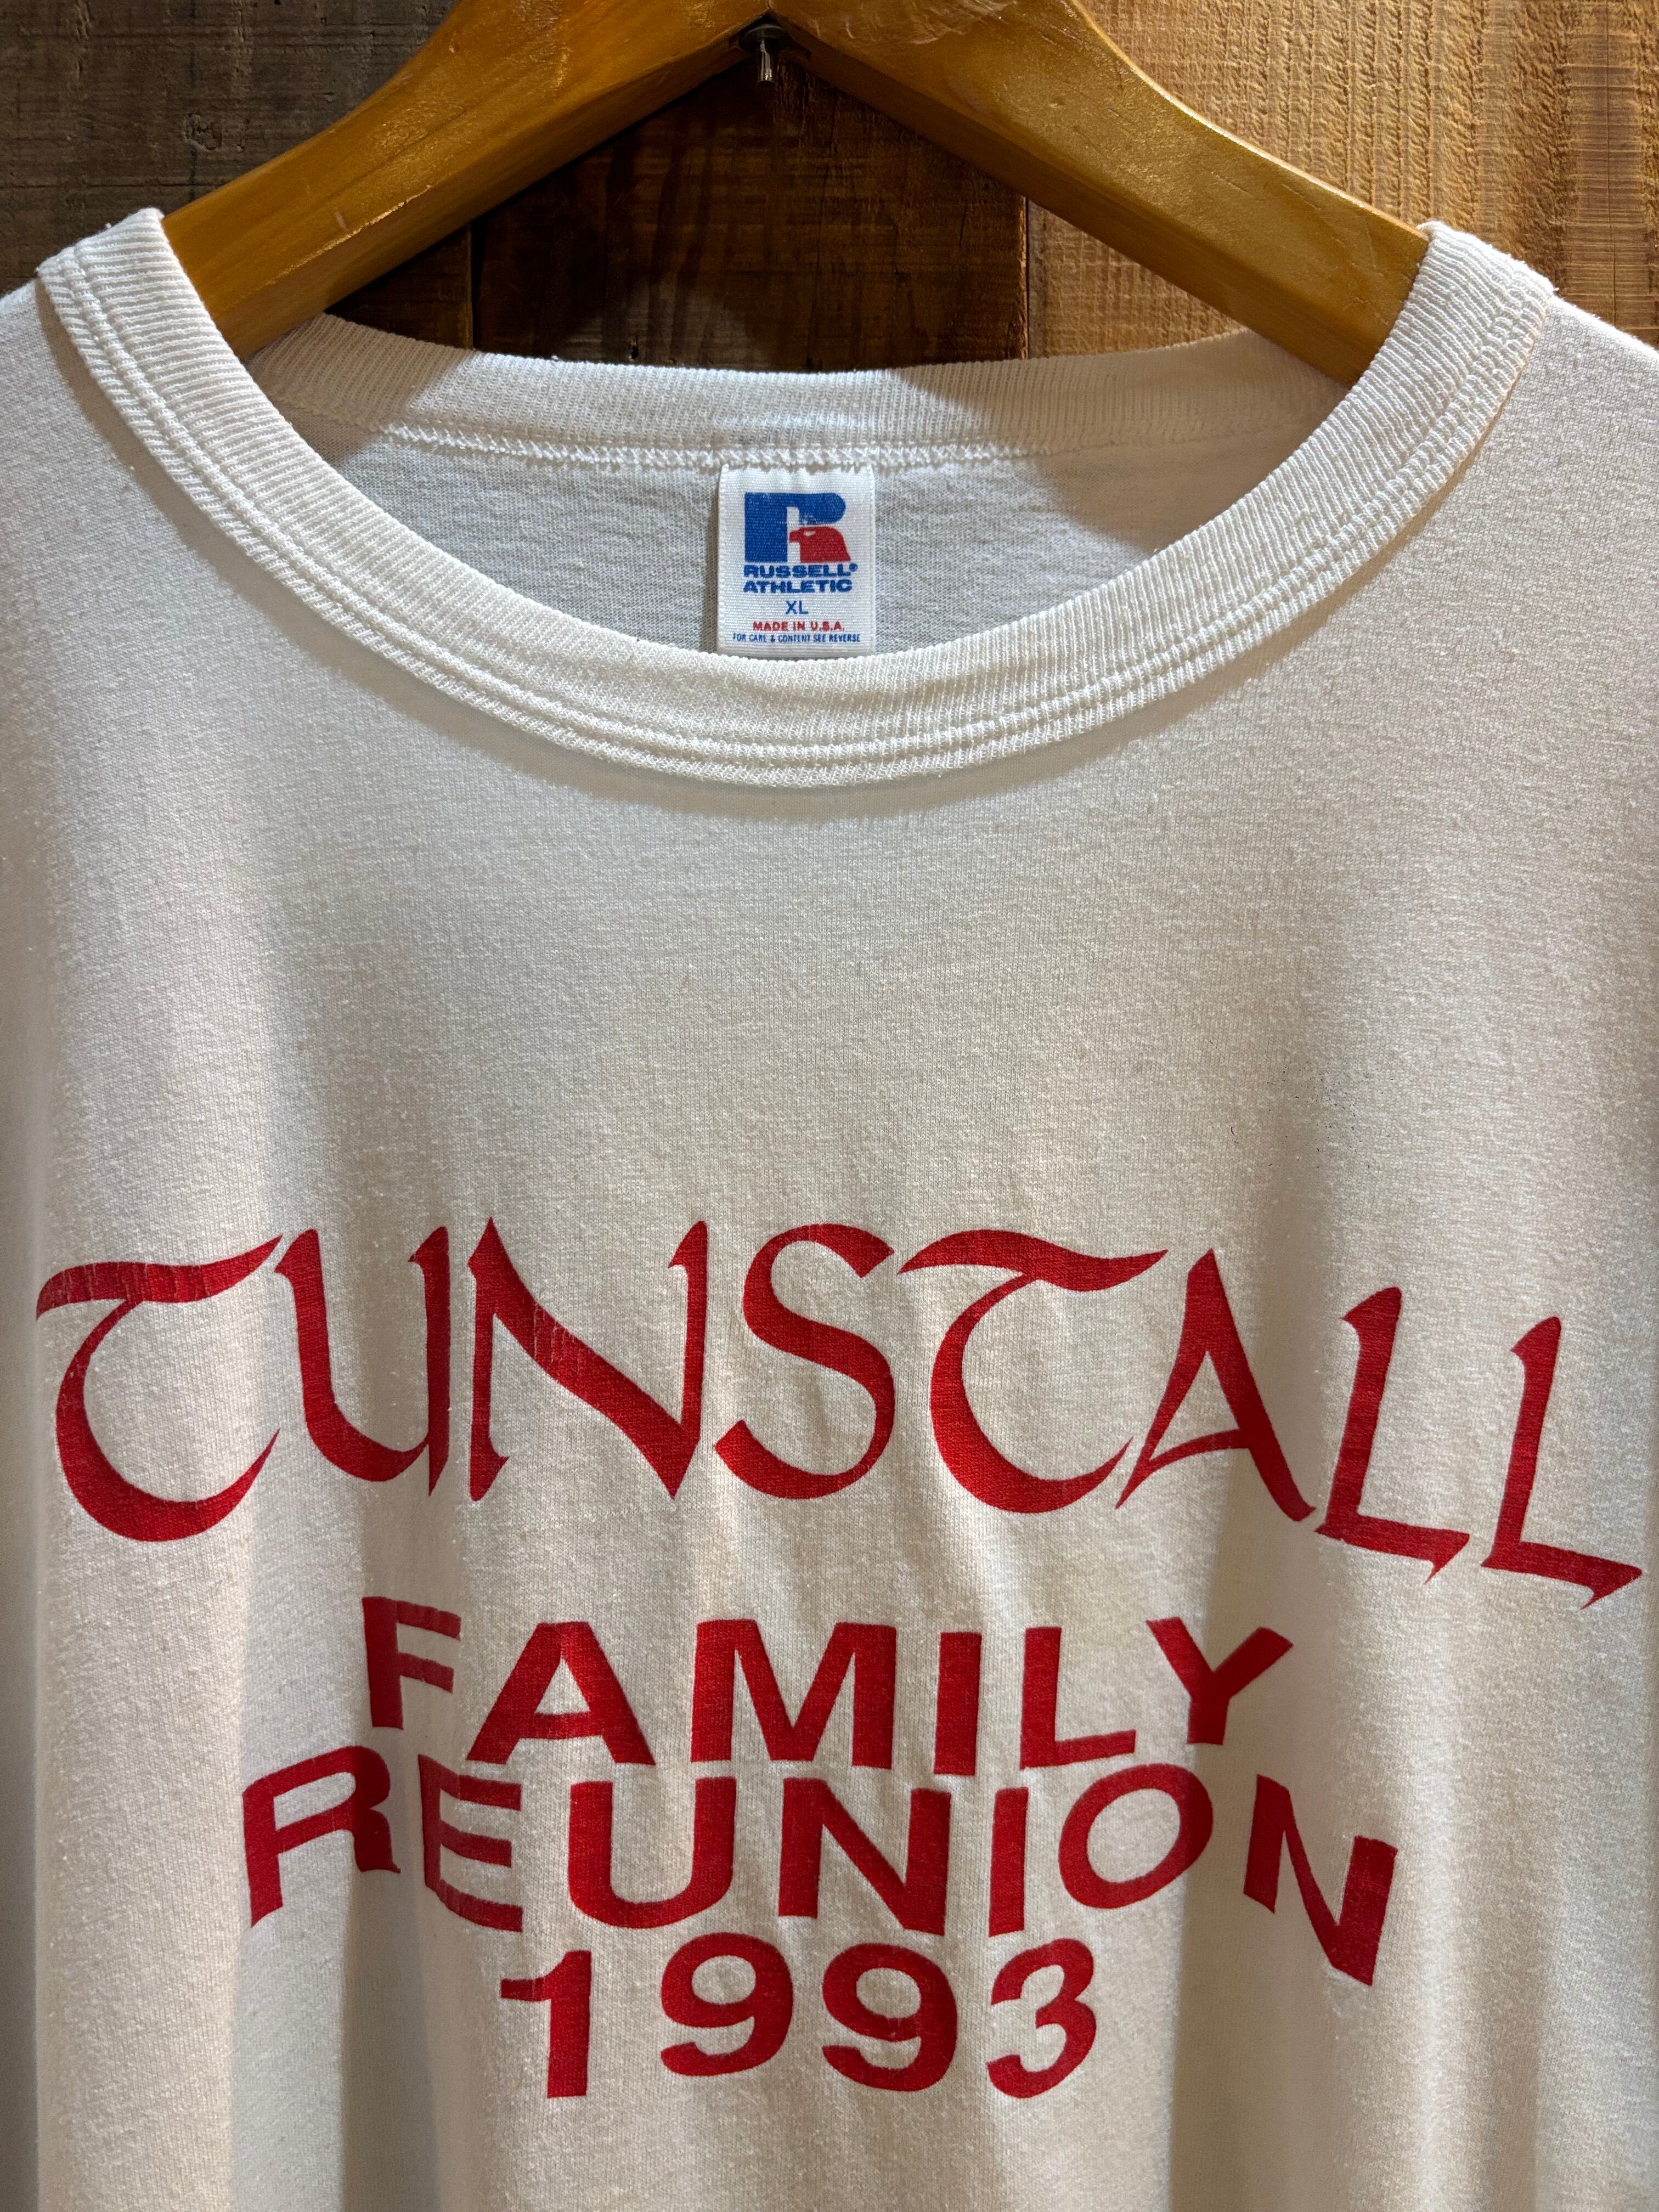 RUSSELL®
ATHLETIC
XL
MADE IN U.S.A.
FOR CARE & CONTENT SEE REVERSE
TUNSTALL
FAMILY
REUNION
1993